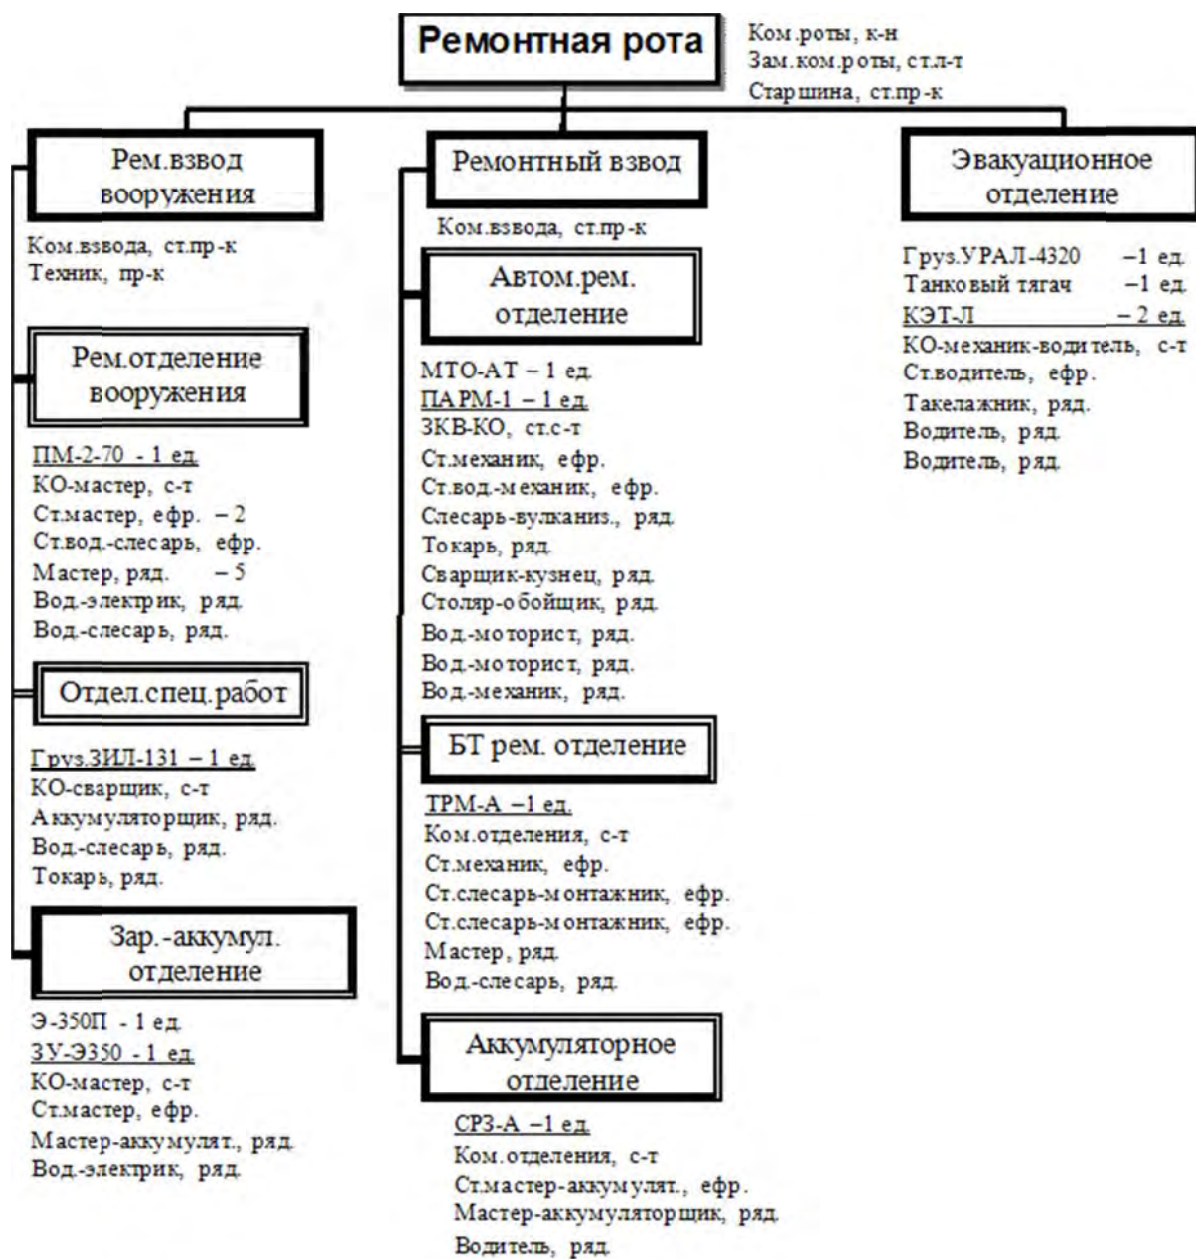 Ремонтная рота
Ком.роты, к-н
Зам.ком.роты, ст.л-т
Старшина, ст.пр-к
Рем.взвод
вооружения
Ком.взвода, ст.пр-к
Техник, пр-к
Рем.отделение
вооружения
ПМ-2-70 - 1 ед.
КО-мастер, с-т
Ст.мастер, ефр. – 2
Ст.вод.-слесарь, ефр.
Мастер, ряд. – 5
Вод.-электрик, ряд.
Вод.-слесарь, ряд.
Отдел.спец.работ
Груз.ЗИЛ-131 – 1 ед.
КО-сварщик, с-т
Аккумуляторщик, ряд.
Вод.-слесарь, ряд.
Токарь, ряд.
Зар.-аккумул.
отделение
Э-350П - 1 ед.
ЗУ-Э350 - 1 ед.
КО-мастер, с-т
Ст.мастер, ефр.
Мастер-аккумулят., ряд.
Вод.-электрик, ряд.
Ремонтный взвод
Ком.взвода, ст.пр-к
Автом.рем.
отделение
МТО-АТ – 1 ед.
ПАРМ-1 – 1 ед.
ЗКВ-КО, ст.с-т
Ст.механик, ефр.
Ст.вод.-механик, ефр.
Слесарь-вулканиз., ряд.
Токарь, ряд.
Сварщик-кузнец, ряд.
Столяр-обойщик, ряд.
Вод.-моторист, ряд.
Вод.-моторист, ряд.
Вод.-механик, ряд.
БТ рем. отделение
ТРМ-А –1 ед.
Ком.отделения, с-т
Ст.механик, ефр.
Ст.слесарь-монтажник, ефр.
Ст.слесарь-монтажник, ефр.
Мастер, ряд.
Вод.-слесарь, ряд.
Аккумуляторное
отделение
СРЗ-А –1 ед.
Ком.отделения, с-т
Ст.мастер-аккумулят., ефр.
Мастер-аккумуляторщик, ряд.
Водитель, ряд.
Эвакуационное
отделение
Груз.УРАЛ-4320 –1 ед.
Танковый тягач –1 ед.
КЭТ-Л – 2 ед.
КО-механик-водитель, с-т
Ст.водитель, ефр.
Такелажник, ряд.
Водитель, ряд.
Водитель, ряд.